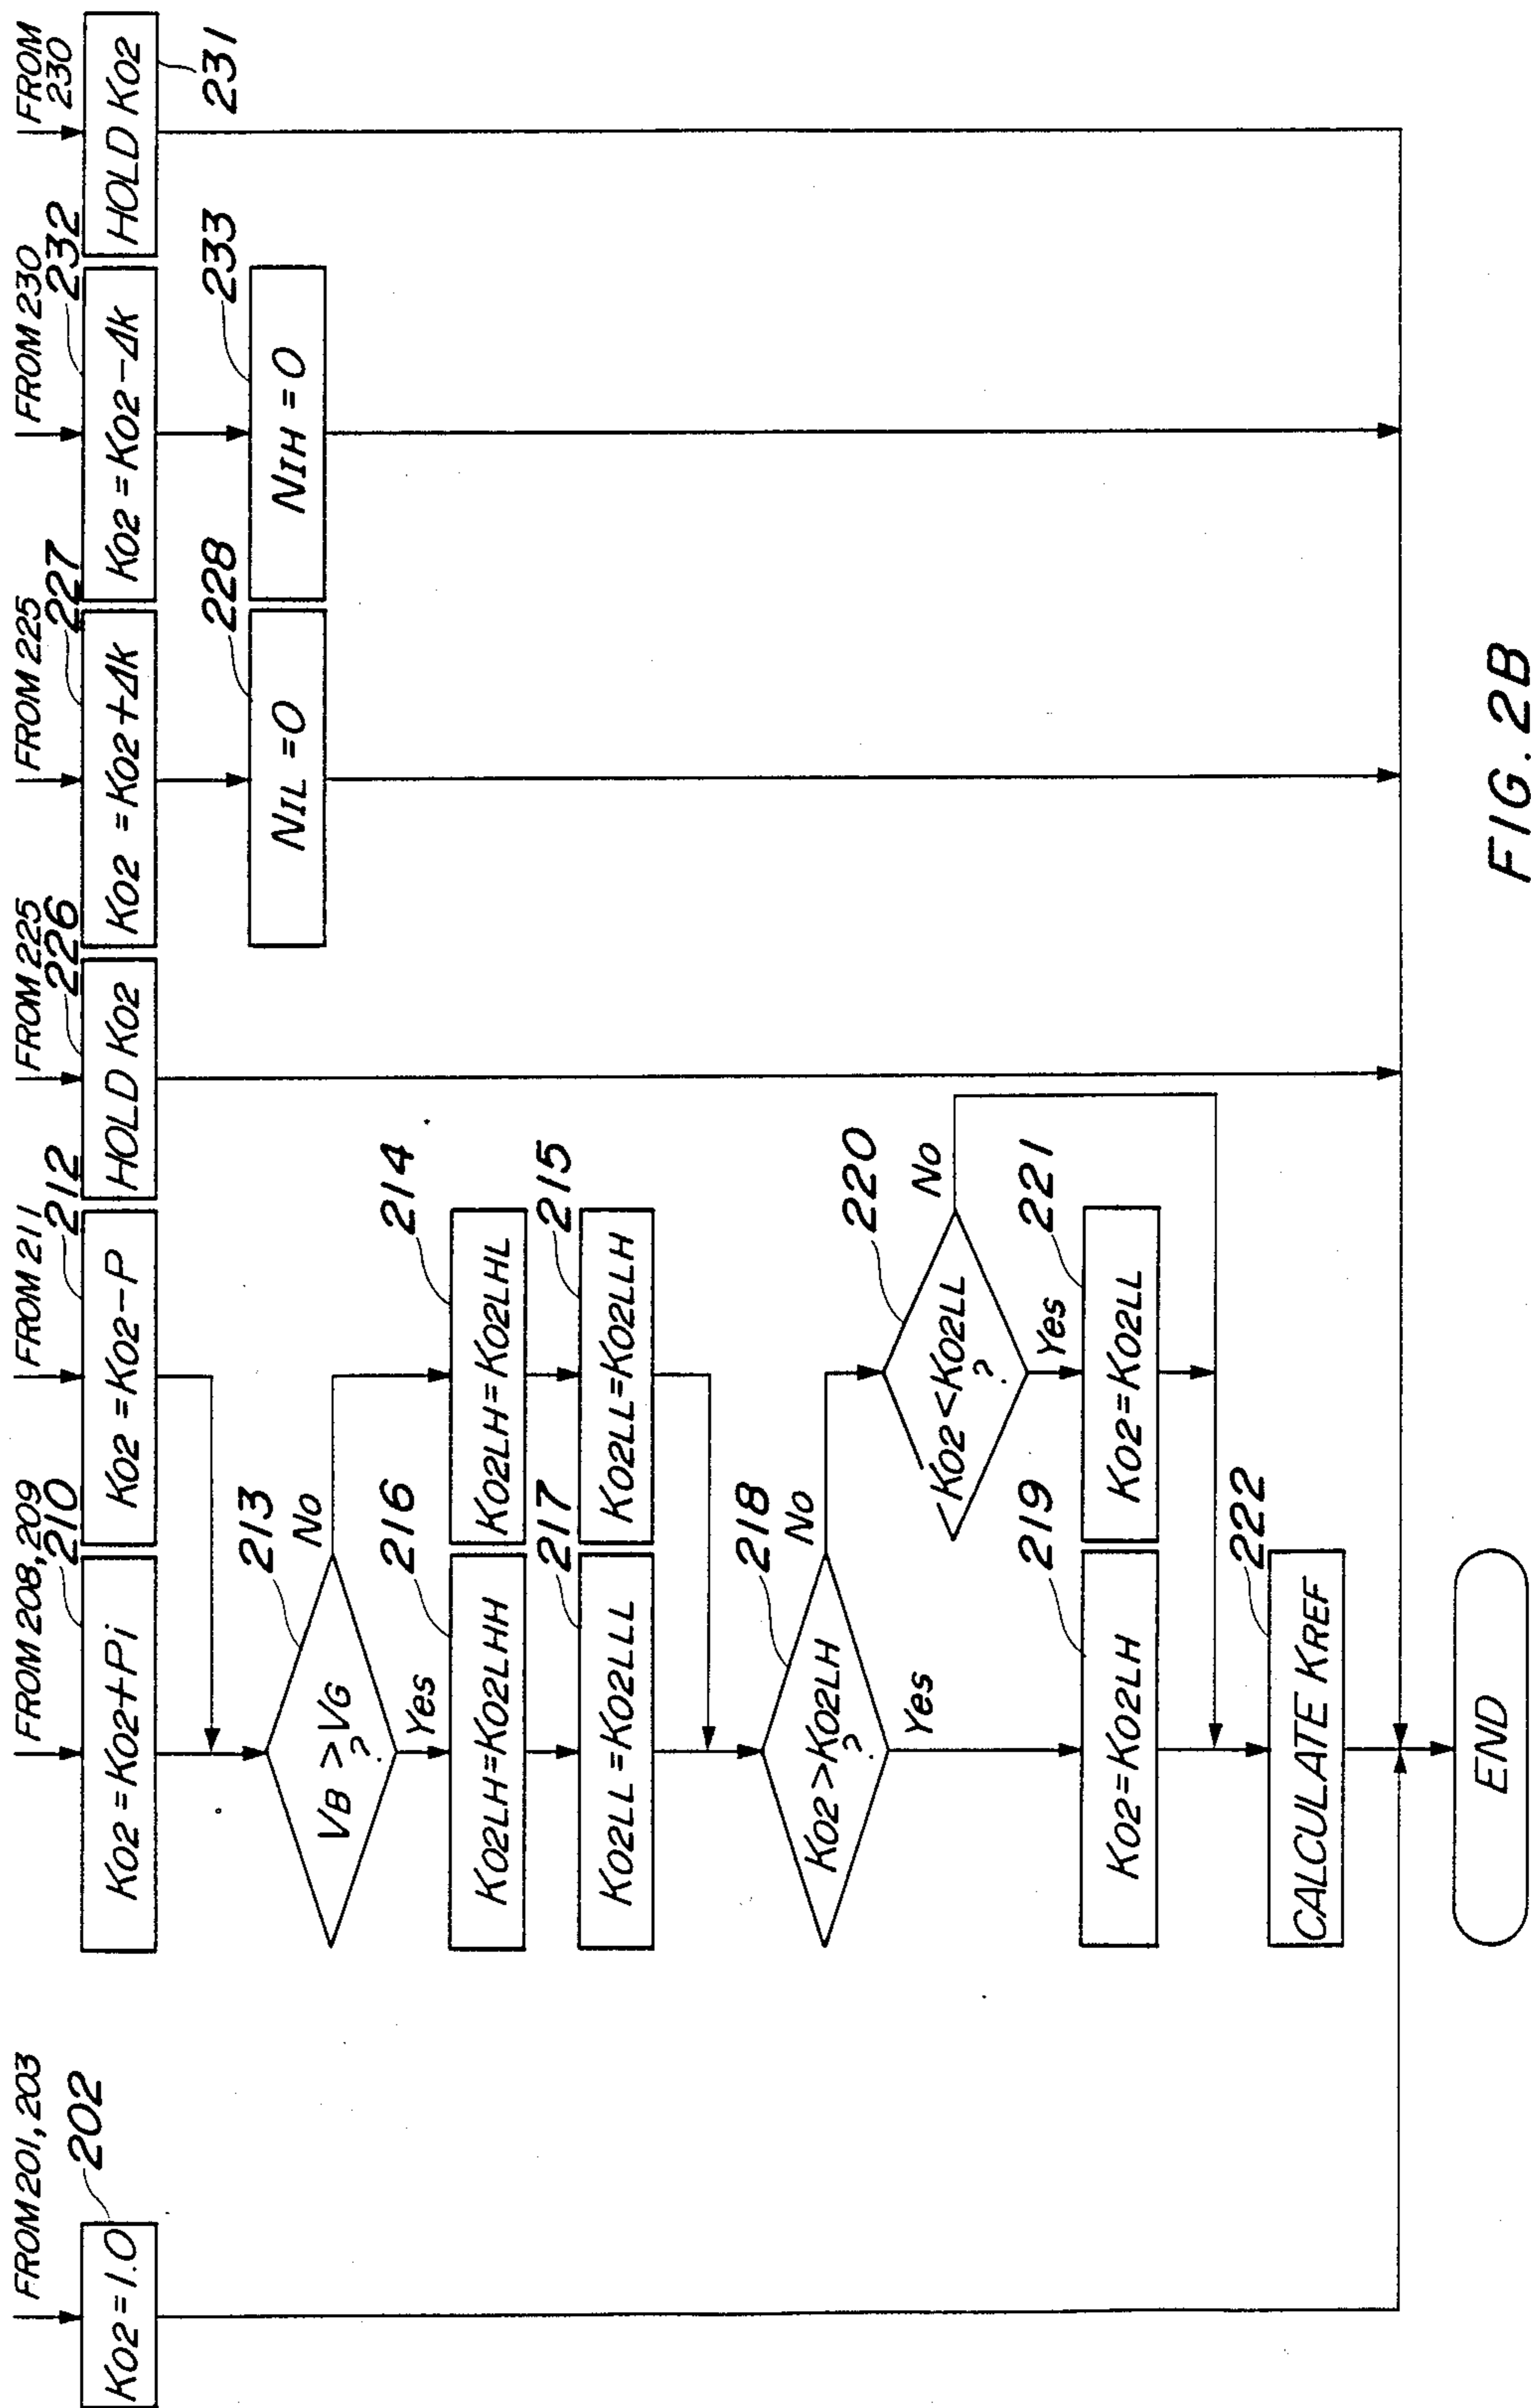 FROM 201, 203
202
KO2 = 1.0
FROM 208, 209
210
KO2 = KO2+Pi
FROM 211
212
KO2 = KO2-P
FROM 225
226
HOLD KO2
FROM 225
227
KO2 = KO2+ΔK
FROM 230
232
KO2 = KO2-ΔK
FROM
230
HOLD KO2
231
213
VB > VG
?
No
Yes
228
NIL = 0
233
NIH = 0
216
KO2LH = KO2LHH
214
KO2LH = KO2LHL
217
KO2LL = KO2LLL
215
KO2LL = KO2LLH
218
KO2 > KO2LH
?
No
Yes
220
KO2 < KO2LL
?
No
Yes
219
KO2 = KO2LH
221
KO2 = KO2LL
222
CALCULATE KREF
END
FIG. 2B